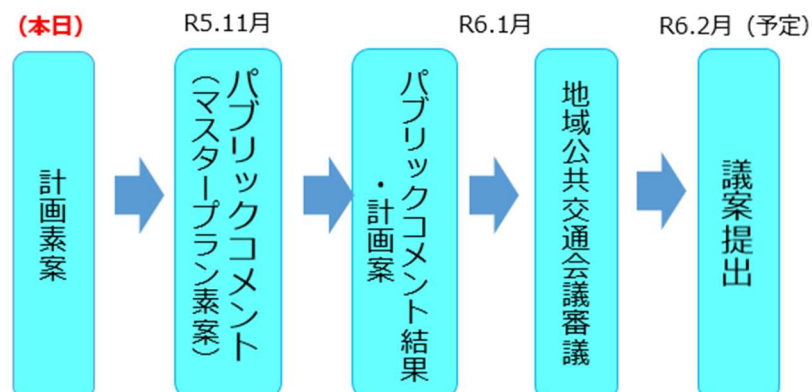 (本日)
R5.11月
R6.1月
R6.2月（予定）
計画素案
パブリックコメント
（マスタープラン素案）
パブリックコメント結果
・計画案
地域公共交通会議審議
議案提出